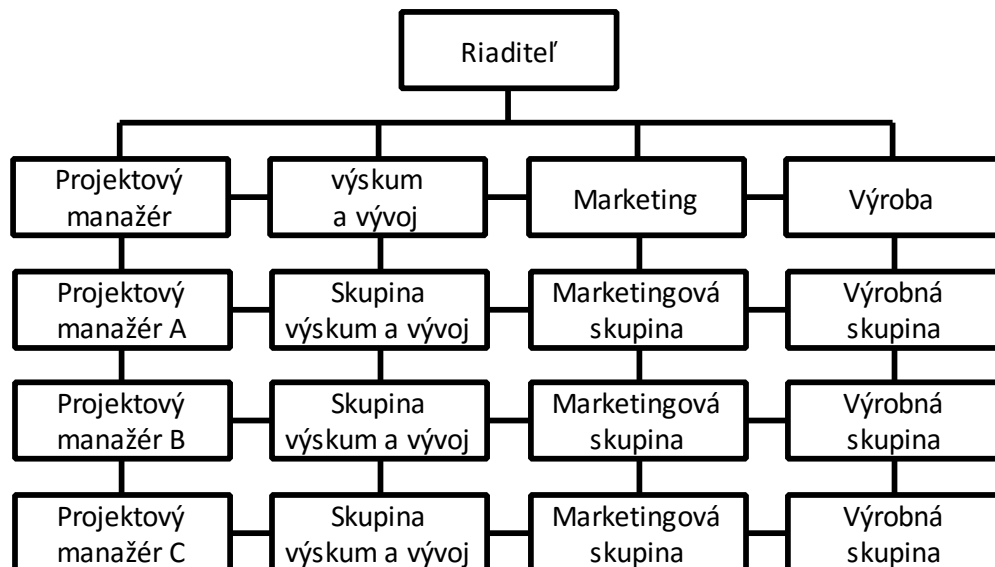 Riaditeľ
Projektový
manažér
výskum
a vývoj
Marketing
Výroba
Projektový
manažér A
Skupina
výskum a vývoj
Marketingová
skupina
Výrobná
skupina
Projektový
manažér B
Skupina
výskum a vývoj
Marketingová
skupina
Výrobná
skupina
Projektový
manažér C
Skupina
výskum a vývoj
Marketingová
skupina
Výrobná
skupina